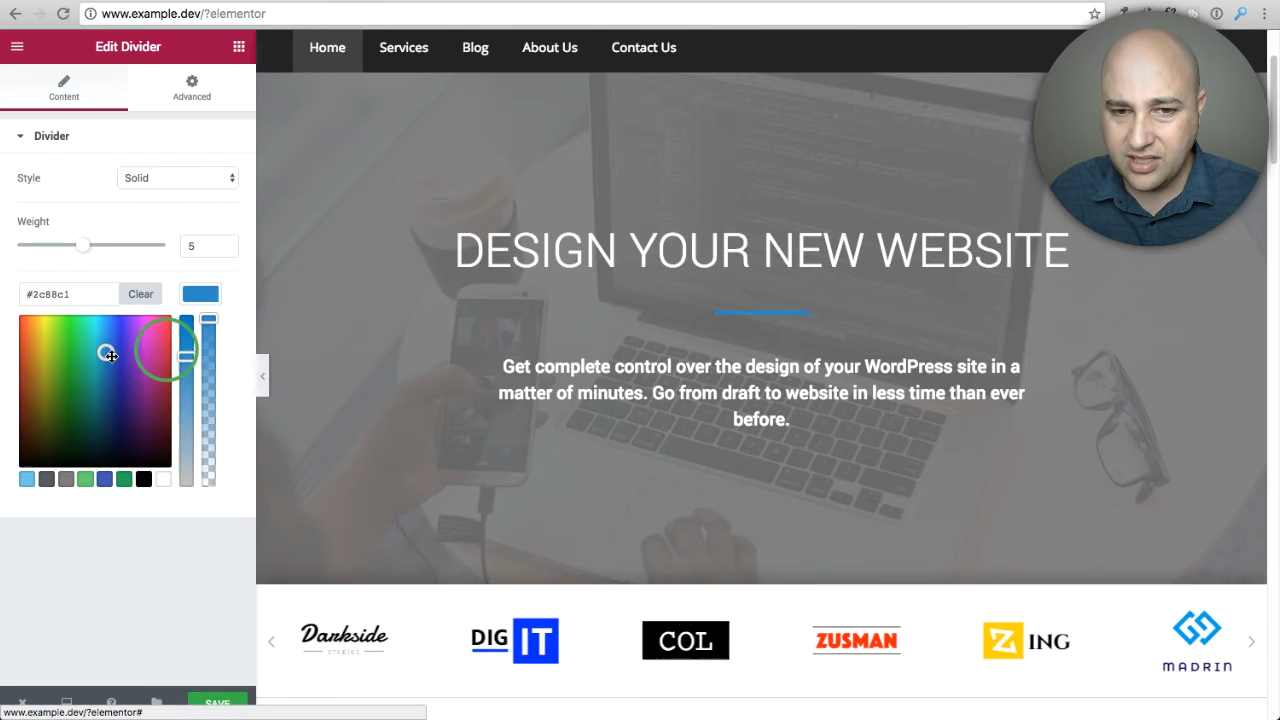 www.example.dev/?elementor
Edit Divider
Home
Services
Blog
About Us
Contact Us
Content
Advanced
Divider
Style
Solid
Weight
5
#2c88c1
Clear
DESIGN YOUR NEW WEBSITE
Get complete control over the design of your WordPress site in a
matter of minutes. Go from draft to website in less time than ever
before.
Darkside
STUDIOS
DIG IT
COL
ZUSMAN
Z ING
MADRIN
SAVE
www.example.dev/?elementor#